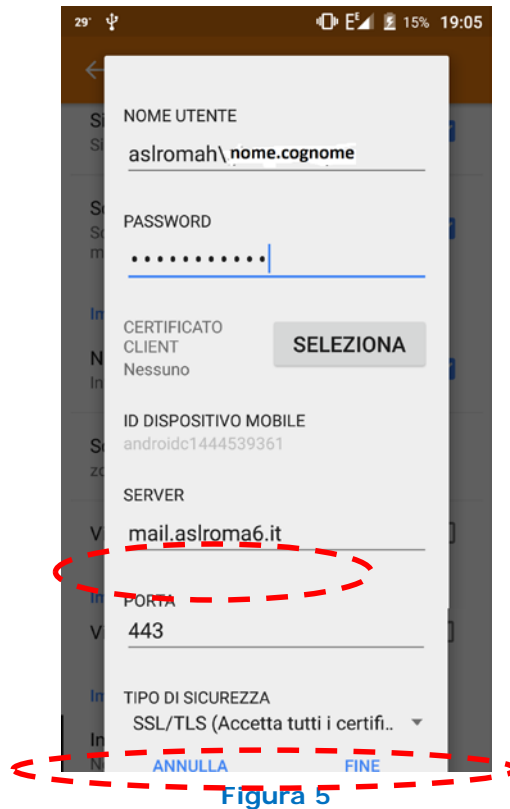 29°
15% 19:05
NOME UTENTE
aslromah\nome.cognome
PASSWORD
CERTIFICATO
CLIENT
Nessuno
SELEZIONA
ID DISPOSITIVO MOBILE
androidc1444539361
SERVER
mail.aslroma6.it
PORTA
443
TIPO DI SICUREZZA
SSL/TLS (Accetta tutti i certifi..
ANNULLA FINE
Figura 5